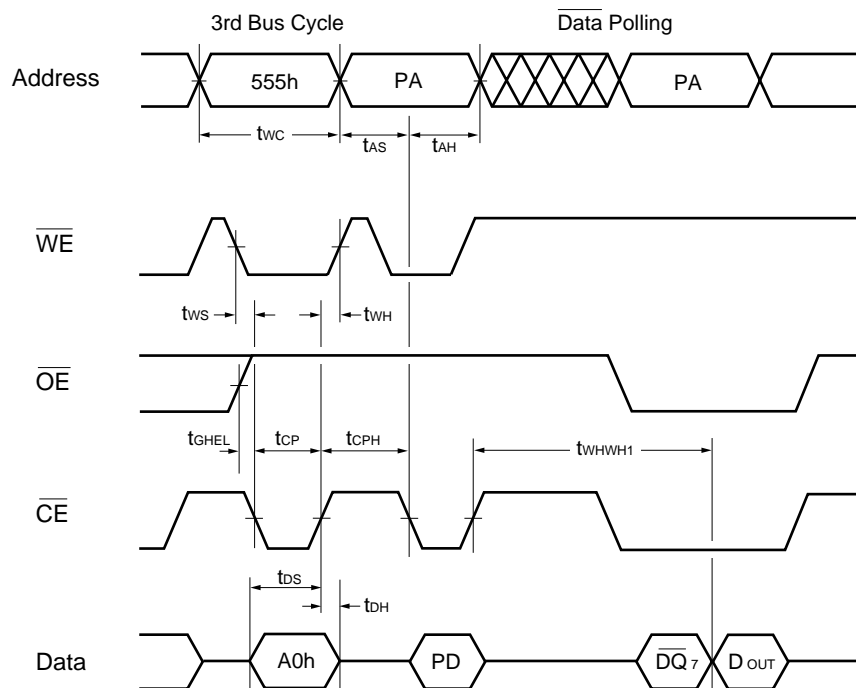 3rd Bus Cycle
Data Polling
Address
555h
PA
PA
tWC
tAS
tAH
WE
tWS
tWH
OE
tGHEL
tCP
tCPH
tWHWH1
CE
tDS
tDH
Data
A0h
PD
DQ7
DOUT